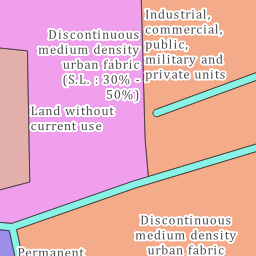 Discontinuous
medium density
urban fabric
(S.L. : 30% -
50%)
Industrial,
commercial,
public,
military and
private units
Land without
current use
Discontinuous
medium density
urban fabric
Permanent